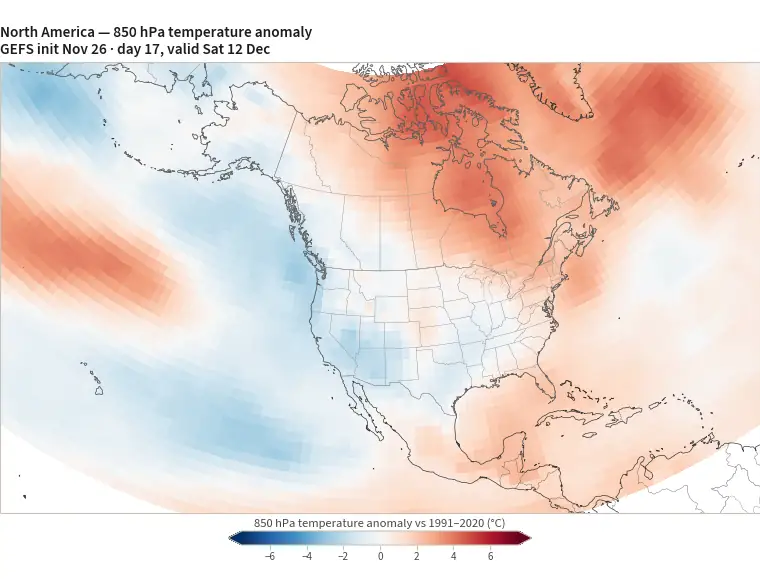 North America — 850 hPa temperature anomaly
GEFS init Nov 26 · day 17, valid Sat 12 Dec
850 hPa temperature anomaly vs 1991–2020 (°C)
−6 −4 −2 0 2 4 6